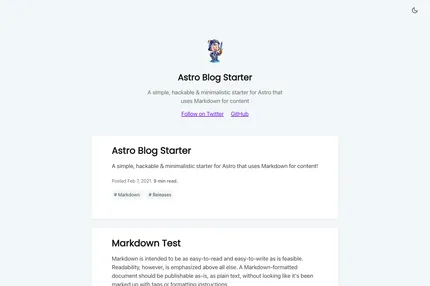 Astro Blog Starter
A simple, hackable & minimalistic starter for Astro that
uses Markdown for content
Follow on Twitter GitHub
Astro Blog Starter
A simple, hackable & minimalistic starter for Astro that uses Markdown for content!
Posted Feb 7, 2021. 9 min read.
# Markdown # Releases
Markdown Test
Markdown is intended to be as easy-to-read and easy-to-write as is feasible.
Readability, however, is emphasized above all else. A Markdown-formatted
document should be publishable as-is, as plain text, without looking like it's been
marked up with tags or formatting instructions.